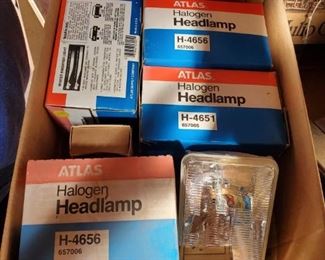 ATLAS
Halogen
Headlamp
H-4656
657006
ATLAS
Halogen
Headlamp
H-4651
657005
ATLAS
Halogen
Headlamp
H-4656
657006